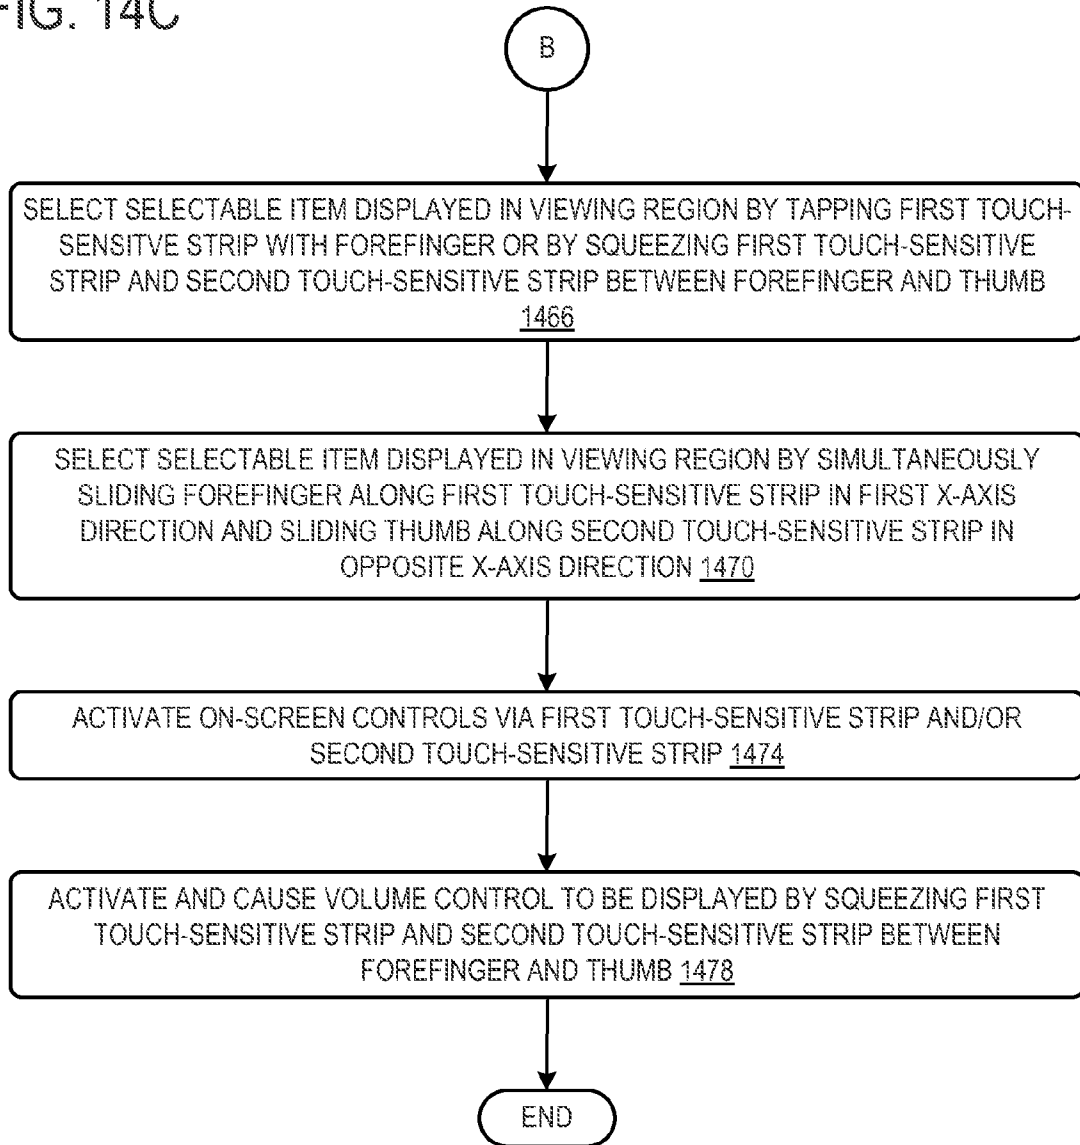 FIG. 14C
B
SELECT SELECTABLE ITEM DISPLAYED IN VIEWING REGION BY TAPPING FIRST TOUCH-
SENSITVE STRIP WITH FOREFINGER OR BY SQUEEZING FIRST TOUCH-SENSITIVE
STRIP AND SECOND TOUCH-SENSITIVE STRIP BETWEEN FOREFINGER AND THUMB
1466
SELECT SELECTABLE ITEM DISPLAYED IN VIEWING REGION BY SIMULTANEOUSLY
SLIDING FOREFINGER ALONG FIRST TOUCH-SENSITIVE STRIP IN FIRST X-AXIS
DIRECTION AND SLIDING THUMB ALONG SECOND TOUCH-SENSITIVE STRIP IN
OPPOSITE X-AXIS DIRECTION 1470
ACTIVATE ON-SCREEN CONTROLS VIA FIRST TOUCH-SENSITIVE STRIP AND/OR
SECOND TOUCH-SENSITIVE STRIP 1474
ACTIVATE AND CAUSE VOLUME CONTROL TO BE DISPLAYED BY SQUEEZING FIRST
TOUCH-SENSITIVE STRIP AND SECOND TOUCH-SENSITIVE STRIP BETWEEN
FOREFINGER AND THUMB 1478
END